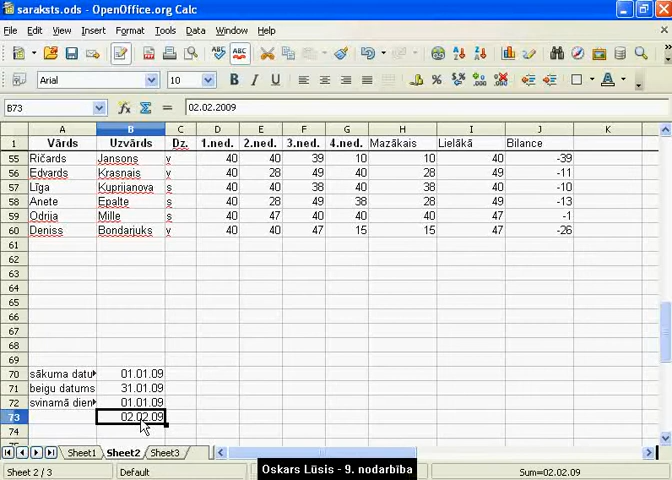 saraksts.ods - OpenOffice.org Calc
File Edit View Insert Format Tools Data Window Help
Arial 10
B73 = 02.02.2009
A B C D E F G H I J K
1 Vārds Uzvārds Dz. 1.ned. 2.ned. 3.ned. 4.ned. Mazākais Lielākā Bilance
55 Ričards Jansons v 40 40 39 10 10 40 -39
56 Edvards Krasnais v 40 28 49 40 28 49 -11
57 Līga Kuprijanova s 40 40 38 40 38 40 -10
58 Anete Epalte s 40 28 49 38 28 49 -13
59 Odrija Mille s 40 47 40 40 40 47 -1
60 Deniss Bondarjuks v 40 40 47 15 15 47 -26
61
62
63
64
65
66
67
68
69
70 sākuma datu 01.01.09
71 beigu datums 31.01.09
72 svinamā dien 01.01.09
73 02.02.09
74
Sheet1 Sheet2 Sheet3
Sheet 2 / 3 Default Oskars Lūsis - 9. nodarbība Sum=02.02.09